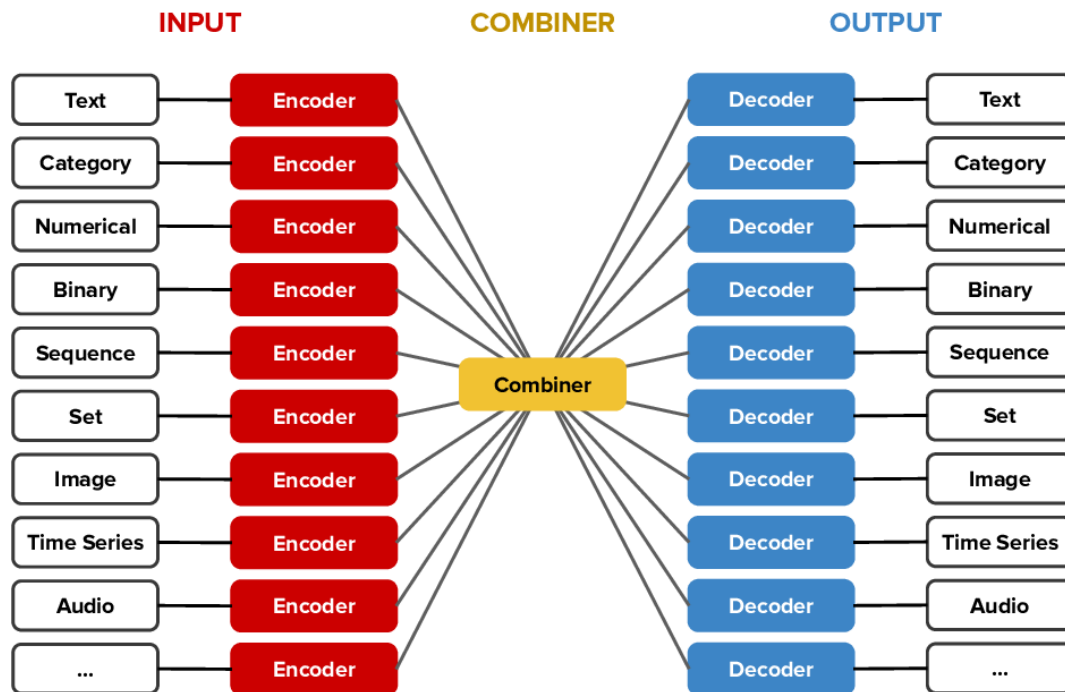 INPUT COMBINER OUTPUT
Text Encoder Decoder Text
Category Encoder Decoder Category
Numerical Encoder Decoder Numerical
Binary Encoder Decoder Binary
Sequence Encoder Decoder Sequence
Combiner
Set Encoder Decoder Set
Image Encoder Decoder Image
Time Series Encoder Decoder Time Series
Audio Encoder Decoder Audio
... Encoder Decoder ...